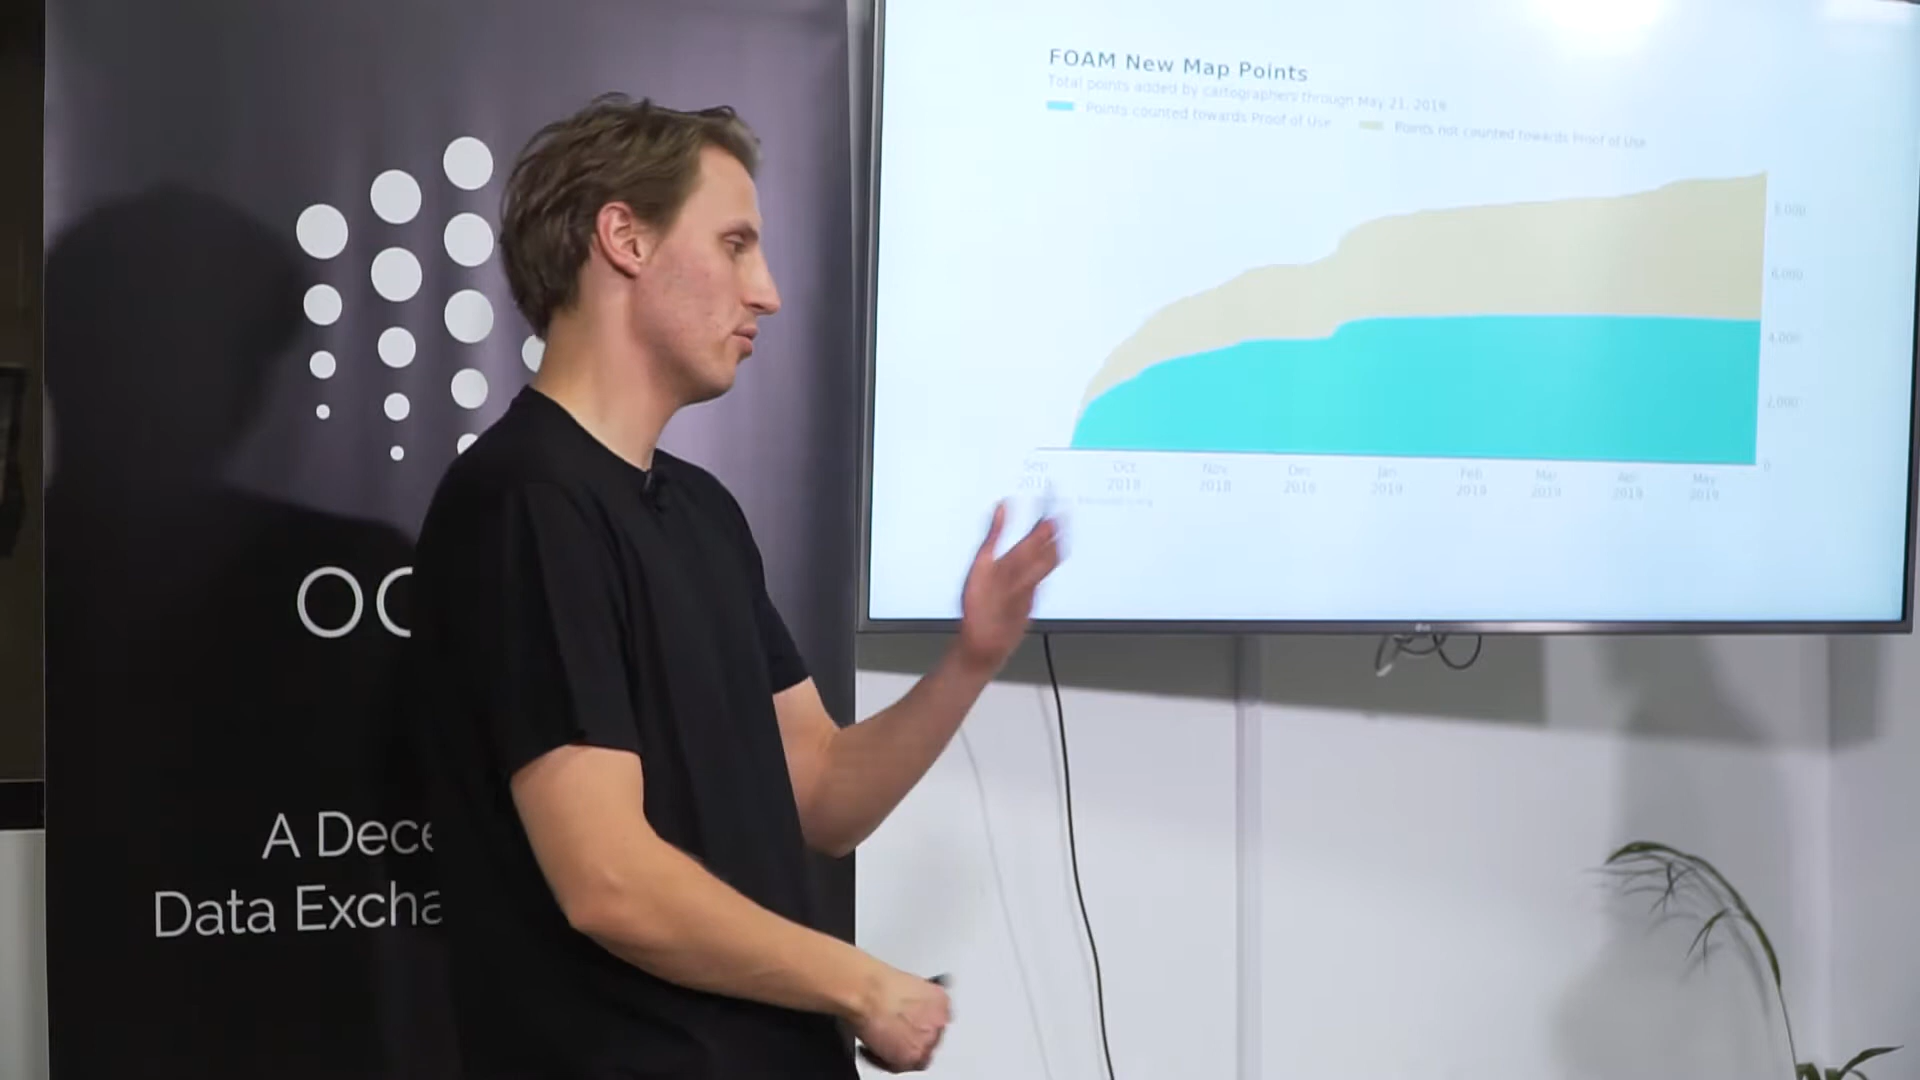 OC
A Dece
Data Excha
FOAM New Map Points
Total points added by cartographers through May 21, 2019
Points counted towards Proof of Use
Points not counted towards Proof of Use
8,000
6,000
4,000
2,000
0
Sep Oct Nov Dec Jan Feb Mar Apr May
2018 2018 2018 2018 2019 2019 2019 2019 2019
LG